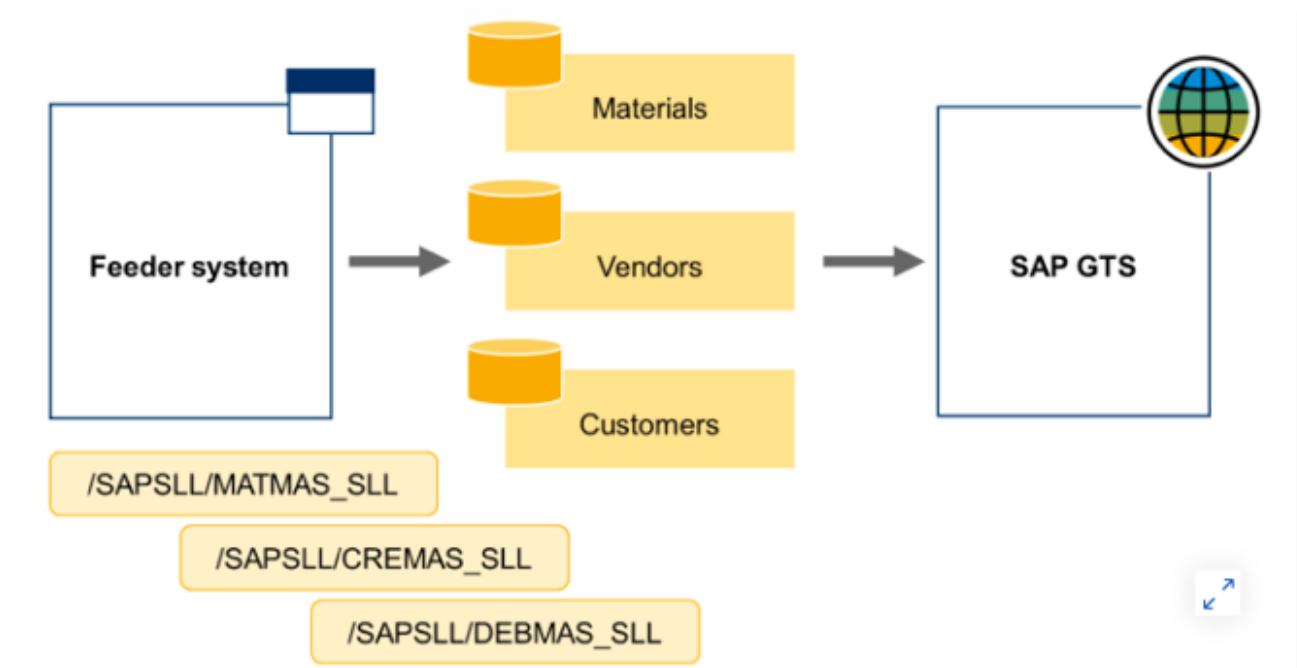 Materials
Feeder system
Vendors
SAP GTS
Customers
/SAPSLL/MATMAS_SLL
/SAPSLL/CREMAS_SLL
/SAPSLL/DEBMAS_SLL